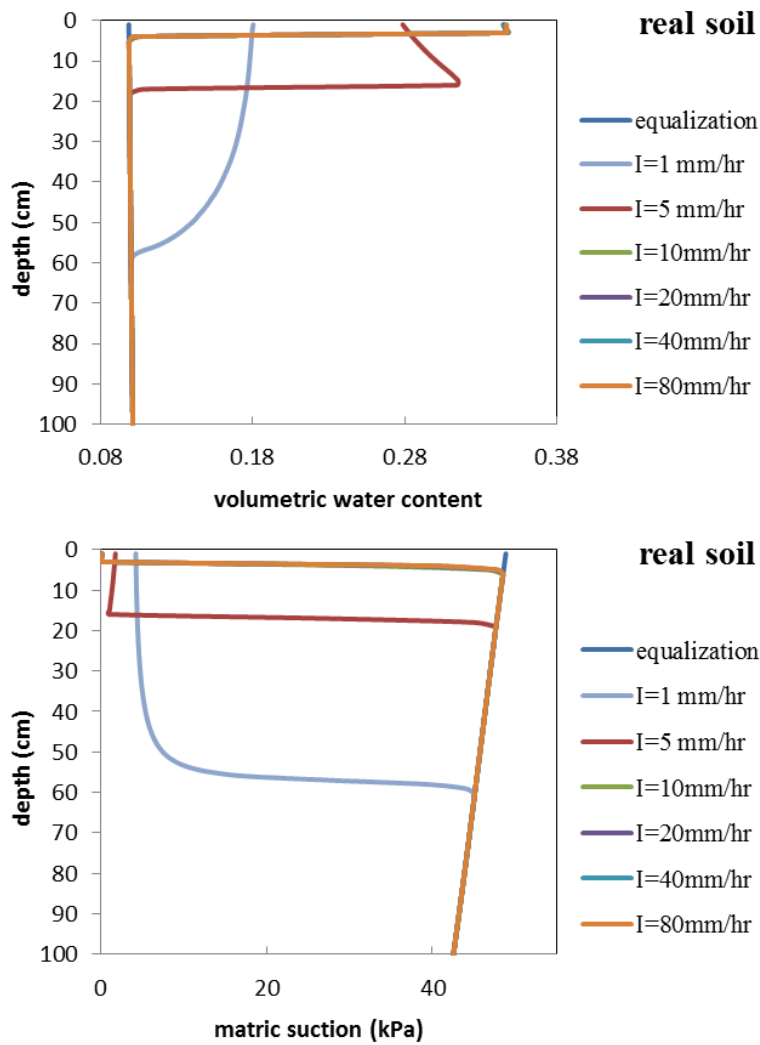 real soil
0
10
20
30
40
50
60
70
80
90
100
depth (cm)
0.08 0.18 0.28 0.38
volumetric water content
equalization
I=1 mm/hr
I=5 mm/hr
I=10mm/hr
I=20mm/hr
I=40mm/hr
I=80mm/hr
real soil
0
10
20
30
40
50
60
70
80
90
100
depth (cm)
0 20 40
matric suction (kPa)
equalization
I=1 mm/hr
I=5 mm/hr
I=10mm/hr
I=20mm/hr
I=40mm/hr
I=80mm/hr